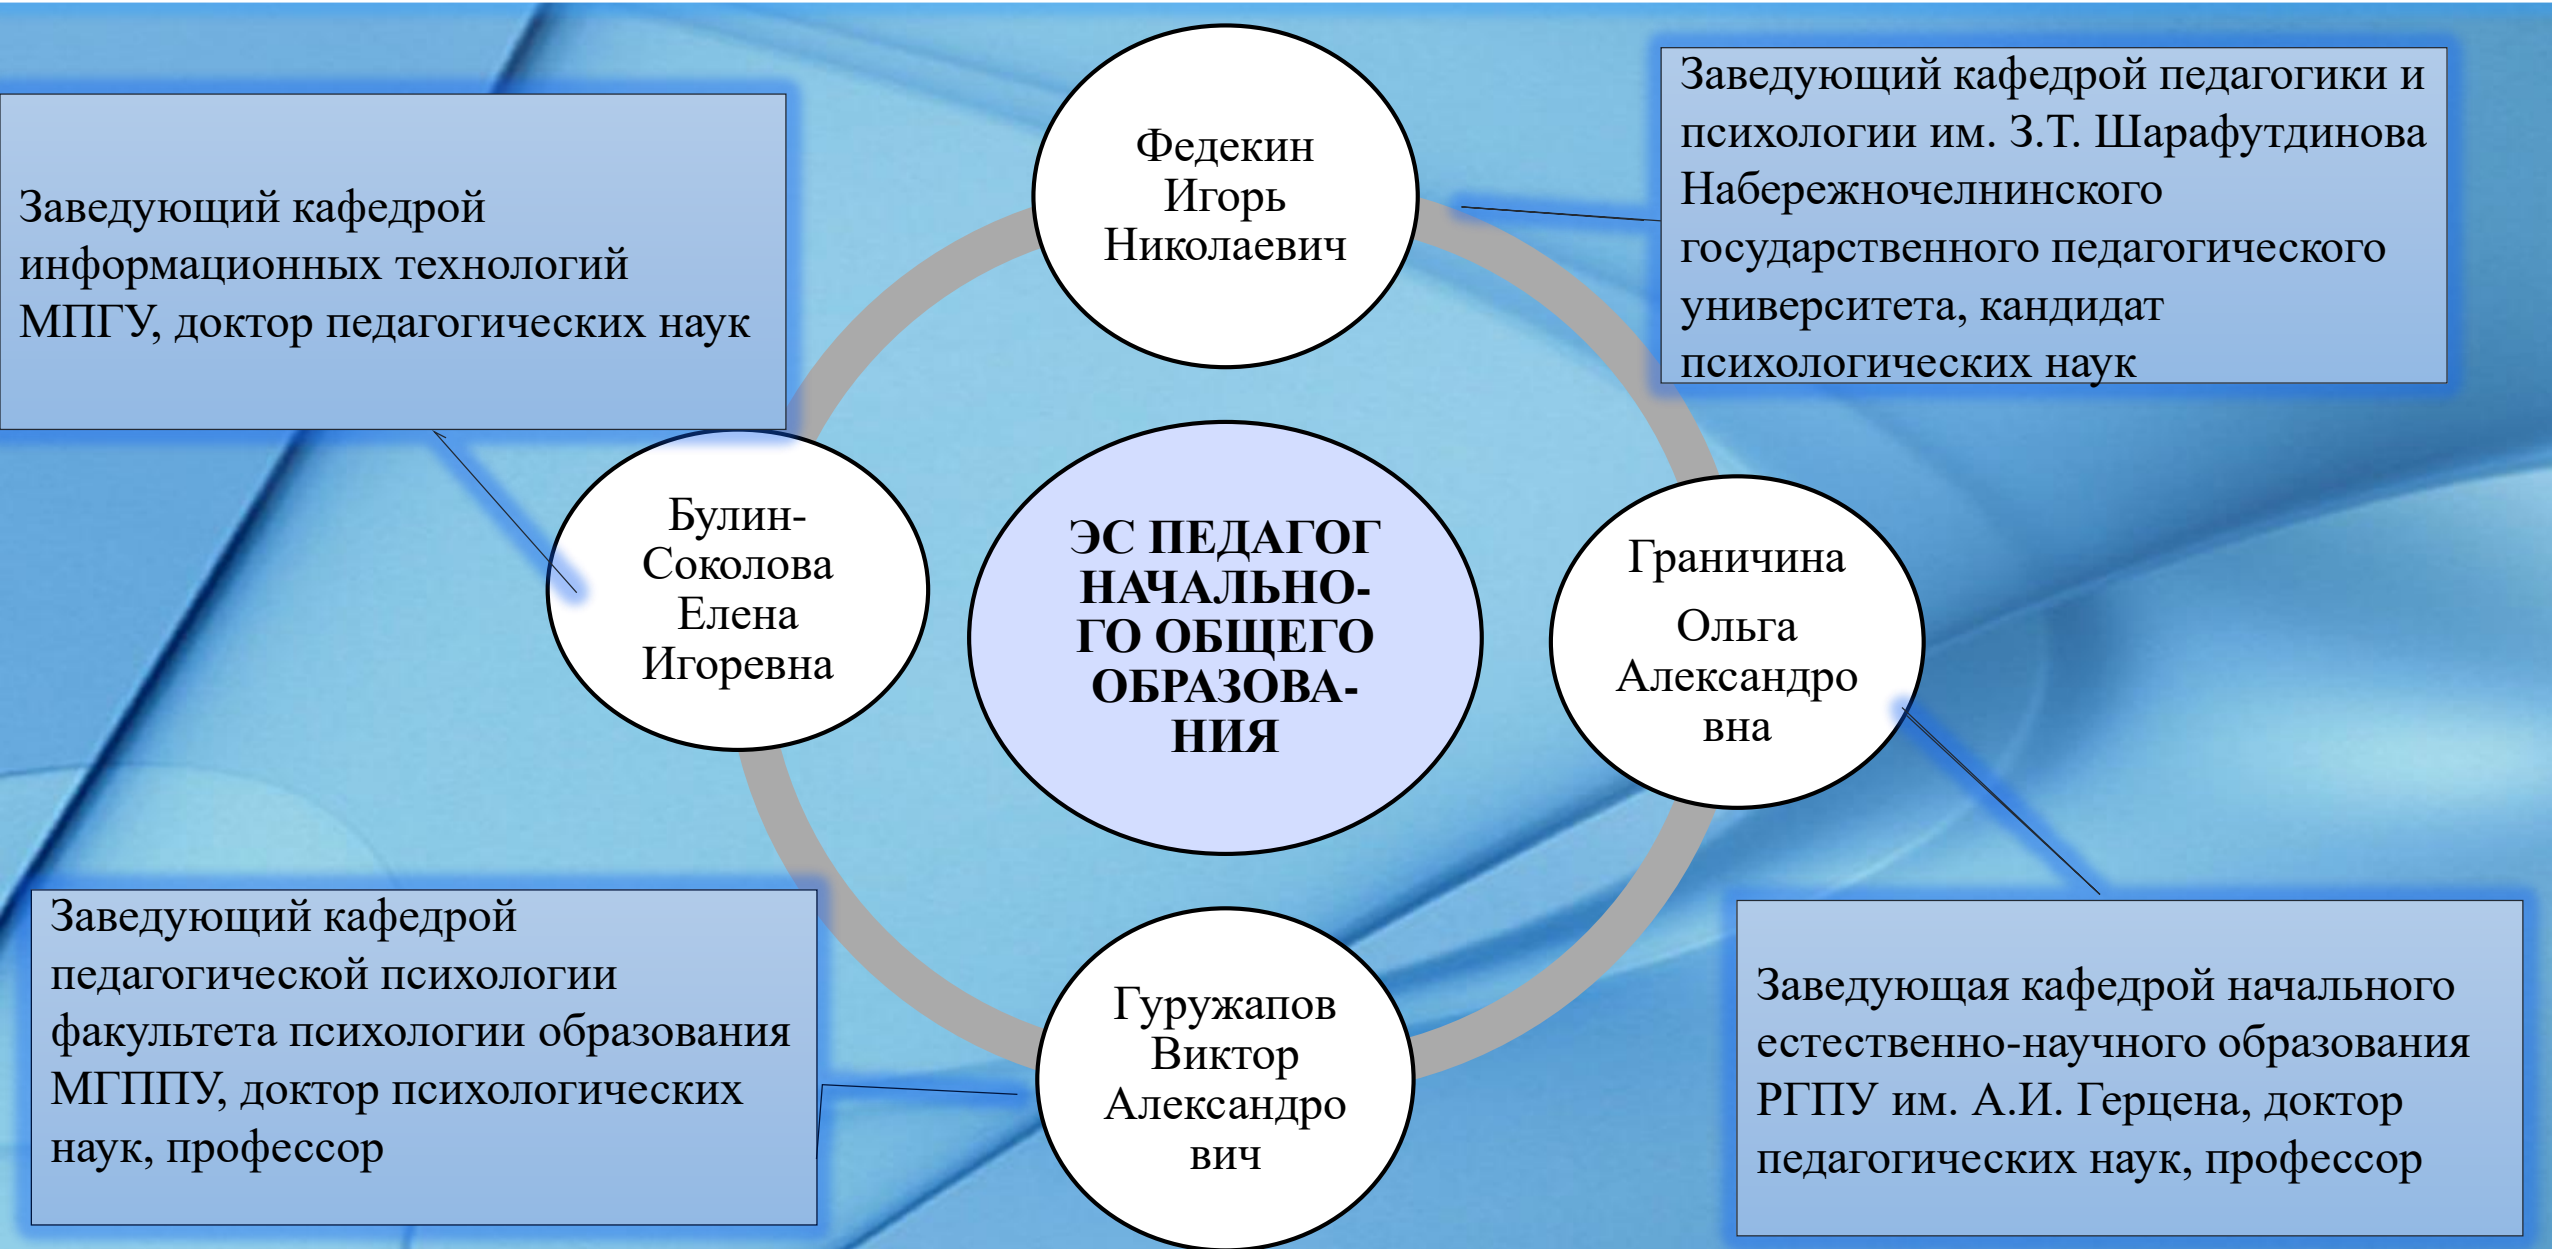 Федекин
Игорь
Николаевич
Заведующий кафедрой педагогики и
психологии им. З.Т. Шарафутдинова
Набережночелнинского
государственного педагогического
университета, кандидат
психологических наук
Заведующий кафедрой
информационных технологий
МПГУ, доктор педагогических наук
Булин-
Соколова
Елена
Игоревна
ЭС ПЕДАГОГ
НАЧАЛЬНО-
ГО ОБЩЕГО
ОБРАЗОВА-
НИЯ
Граничина
Ольга
Александро
вна
Заведующий кафедрой
педагогической психологии
факультета психологии образования
МГППУ, доктор психологических
наук, профессор
Гуружапов
Виктор
Александро
вич
Заведующая кафедрой начального
естественно-научного образования
РГПУ им. А.И. Герцена, доктор
педагогических наук, профессор